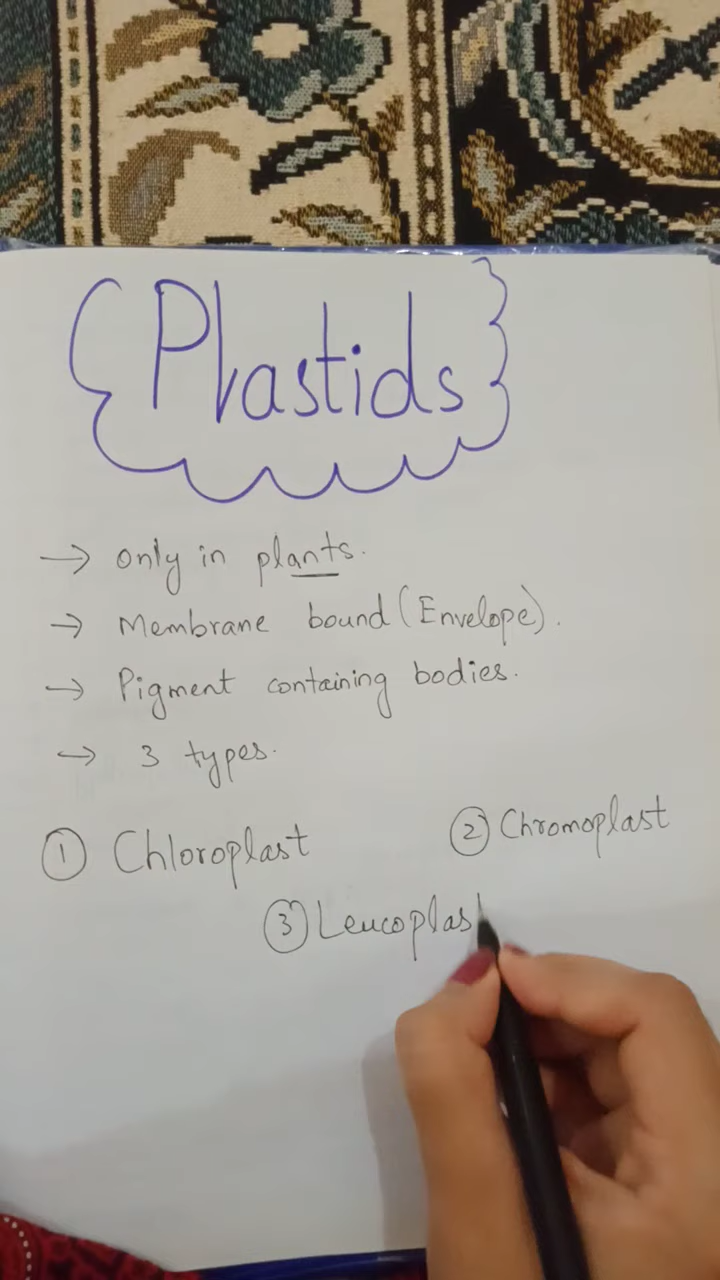 Plastids
→ Only in plants.
→ Membrane bound (Envelope).
→ Pigment containing bodies.
→ 3 types.
① Chloroplast ② Chromoplast
③ Leucoplast